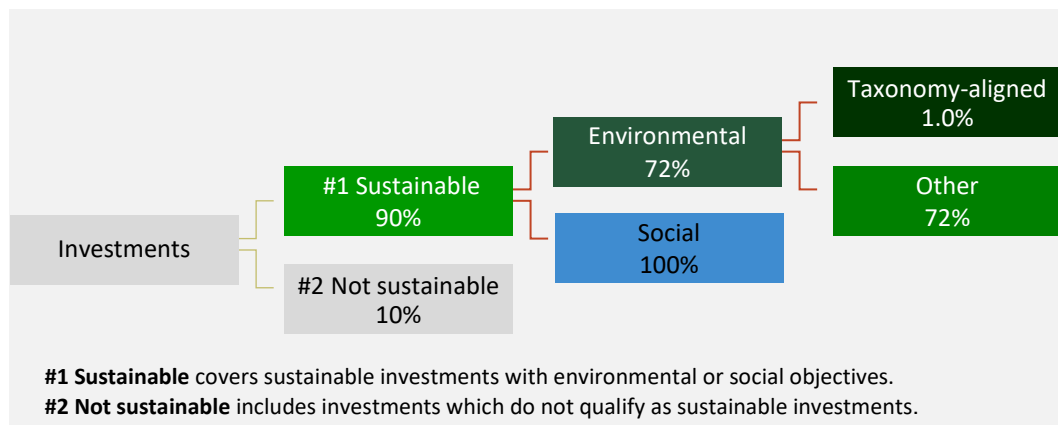 Taxonomy-aligned
1.0%
Environmental
72%
#1 Sustainable
90%
Other
72%
Social
100%
Investments
#2 Not sustainable
10%
#1 Sustainable covers sustainable investments with environmental or social objectives.
#2 Not sustainable includes investments which do not qualify as sustainable investments.